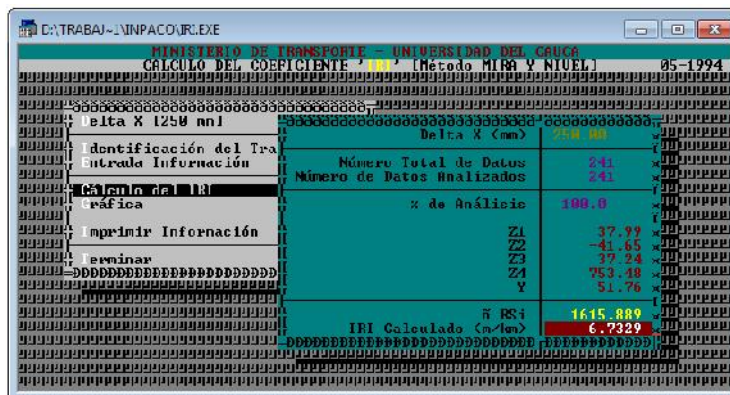 D:\TRABAJ~1\INPACO\IRI.EXE
MINISTERIO DE TRANSPORTE - UNIVERSIDAD DEL CAUCA
CALCULO DEL COEFICIENTE 'IRI' [Método MIRA Y NIVEL] 05-1994
Delta X [250 mm]
Identificación del Tra
Entrada Información
Cálculo del IRI
Gráfica
Imprimir Información
Terminar
Delta X (mm) 250.00
Número Total de Datos 241
Número de Datos Analizados 241
% de Análisis 100.0
Z1 37.99
Z2 -41.65
Z3 37.24
Z4 753.48
Y 51.76
ñ RSi 1615.889
IRI Calculado (m/km) 6.7329